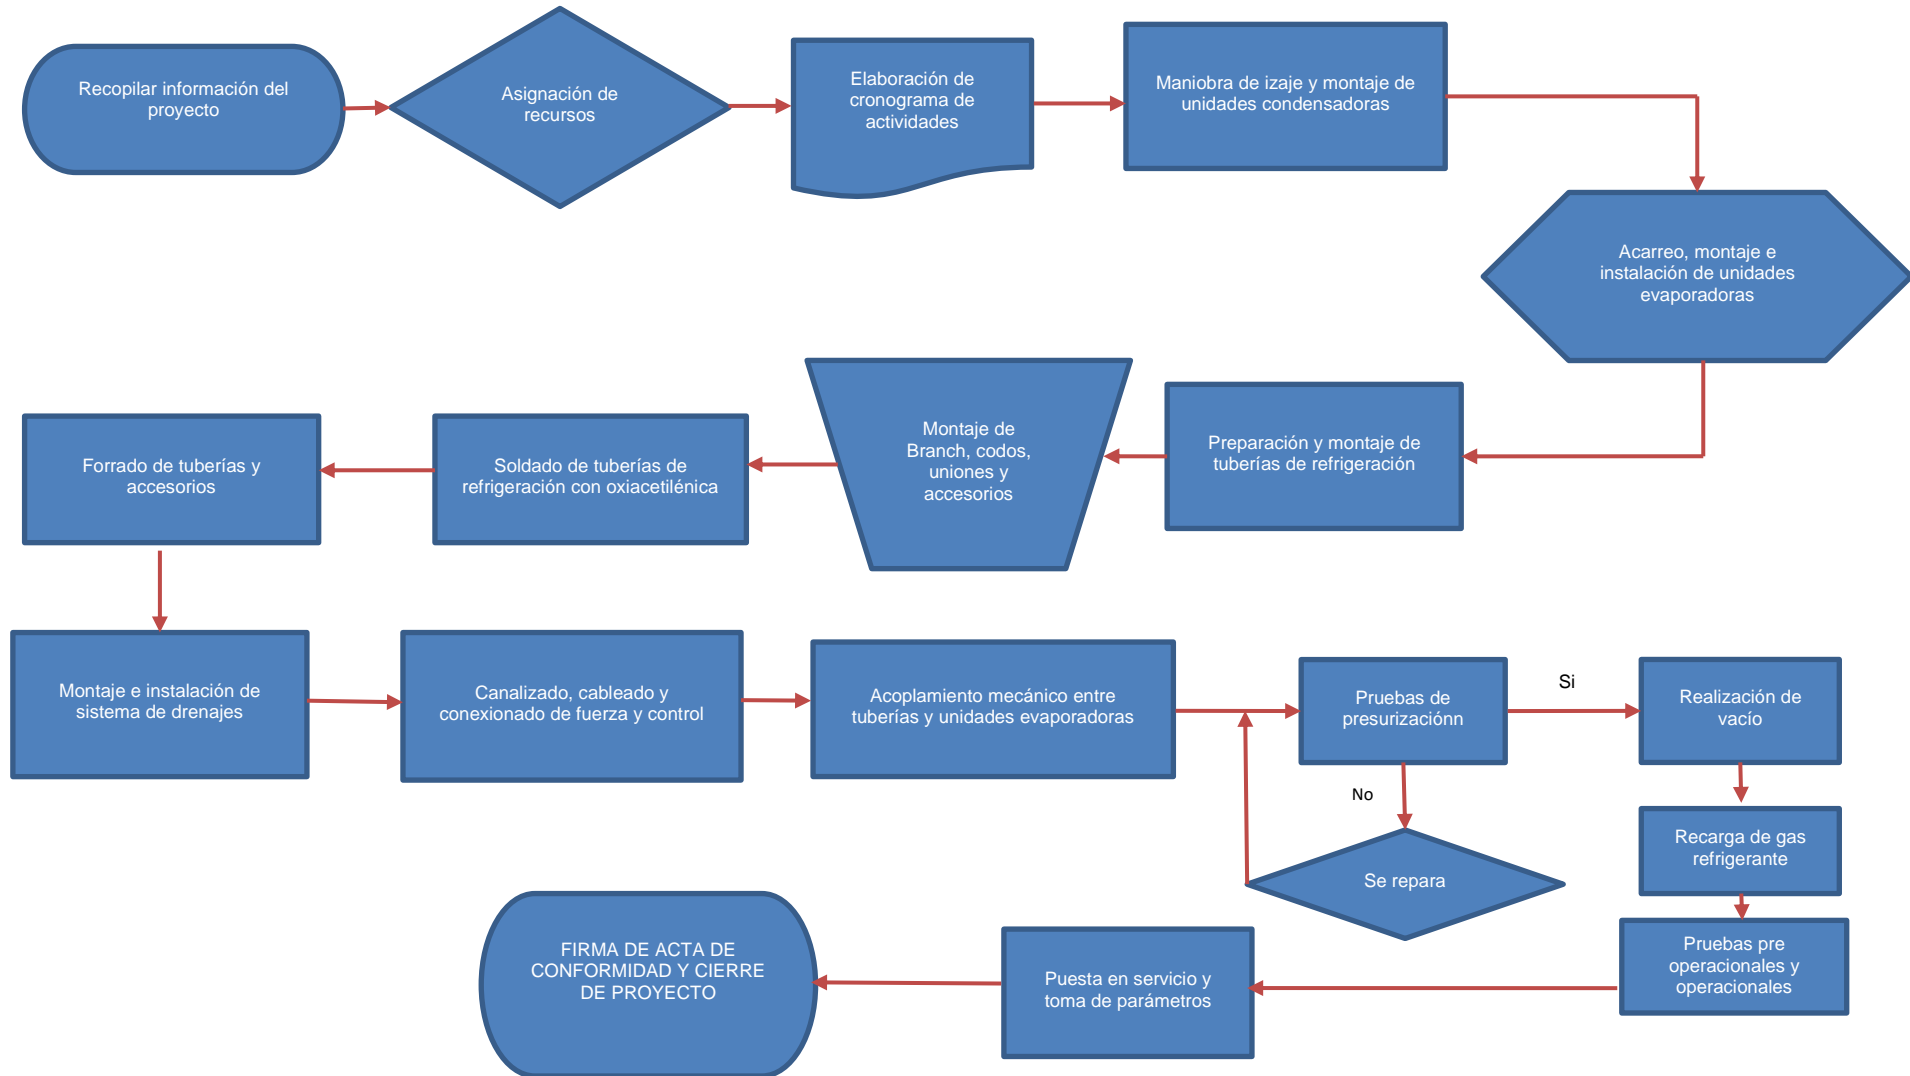 Recopilar información del
proyecto
Asignación de
recursos
Elaboración de
cronograma de
actividades
Maniobra de izaje y montaje de
unidades condensadoras
Acarreo, montaje e
instalación de unidades
evaporadoras
Preparación y montaje de
tuberías de refrigeración
Montaje de
Branch, codos,
uniones y
accesorios
Soldado de tuberías de
refrigeración con oxiacetilénica
Forrado de tuberías y
accesorios
Montaje e instalación de
sistema de drenajes
Canalizado, cableado y
conexionado de fuerza y control
Acoplamiento mecánico entre
tuberías y unidades evaporadoras
Pruebas de
presurizaciónn
Si
No
Se repara
Realización de
vacío
Recarga de gas
refrigerante
Pruebas pre
operacionales y
operacionales
Puesta en servicio y
toma de parámetros
FIRMA DE ACTA DE
CONFORMIDAD Y CIERRE
DE PROYECTO